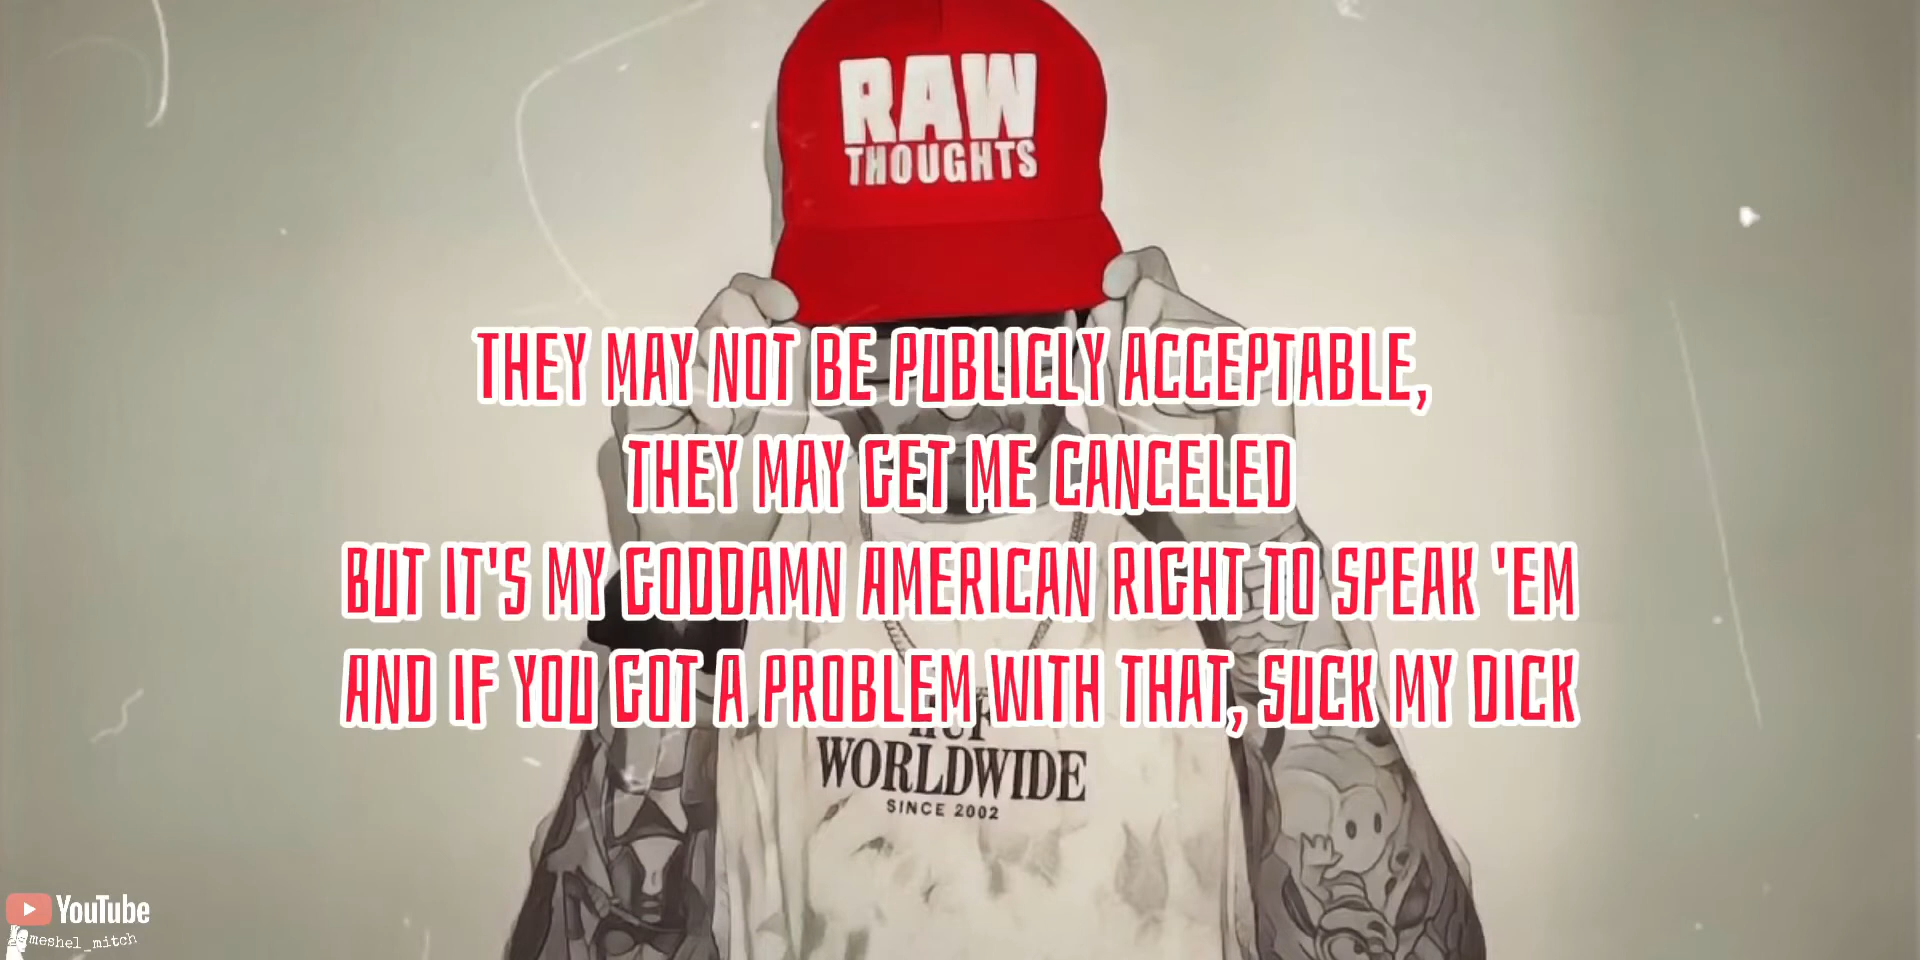 RAW
THOUGHTS
THEY MAY NOT BE PUBLICLY ACCEPTABLE,
THEY MAY GET ME CANCELED
BUT IT'S MY GODDAMN AMERICAN RIGHT TO SPEAK 'EM
AND IF YOU GOT A PROBLEM WITH THAT, SUCK MY DICK
WORLDWIDE
SINCE 2002
YouTube
meshel_mitch